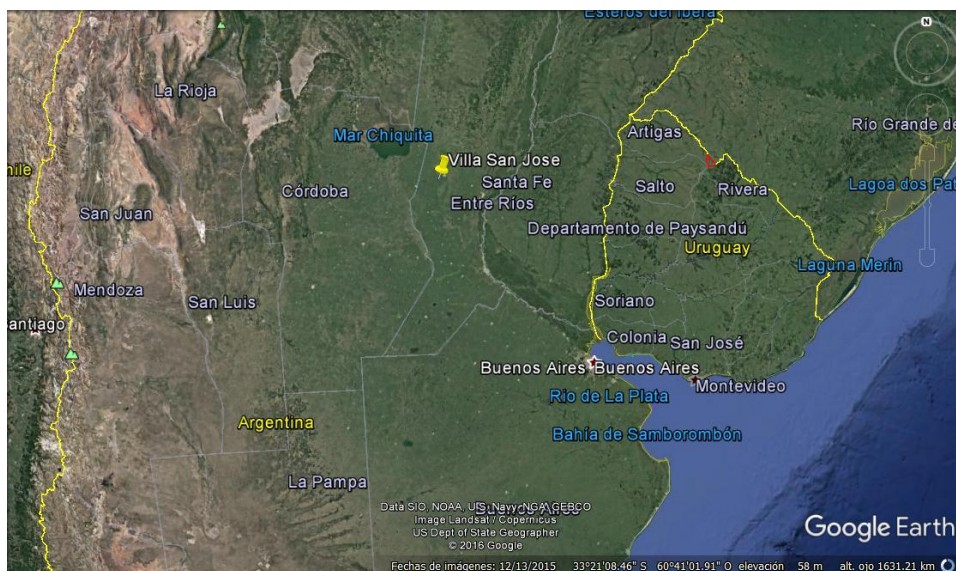 Esteros del Iberá
La Rioja
Artigas
Río Grande de
Mar Chiquita
Villa San Jose
hile
Santa Fe
Salto
Rivera
Lagoa dos Pat
Córdoba
Entre Ríos
San Juan
Departamento de Paysandú
Uruguay
Laguna Merin
Mendoza
San Luis
Soriano
antiago
Colonia
San José
Buenos Aires
Buenos Aires
Montevideo
Río de La Plata
Argentina
Bahía de Samborombón
La Pampa
Data SIO, NOAA, U.S. Navy, NGA, GEBCO
Buenos Aires
Image Landsat / Copernicus
US Dept of State Geographer
© 2016 Google
Google Earth
Fechas de imágenes: 12/13/2015 33°21'08.46" S 60°41'01.91" O elevación 58 m alt. ojo 1631.21 km
N